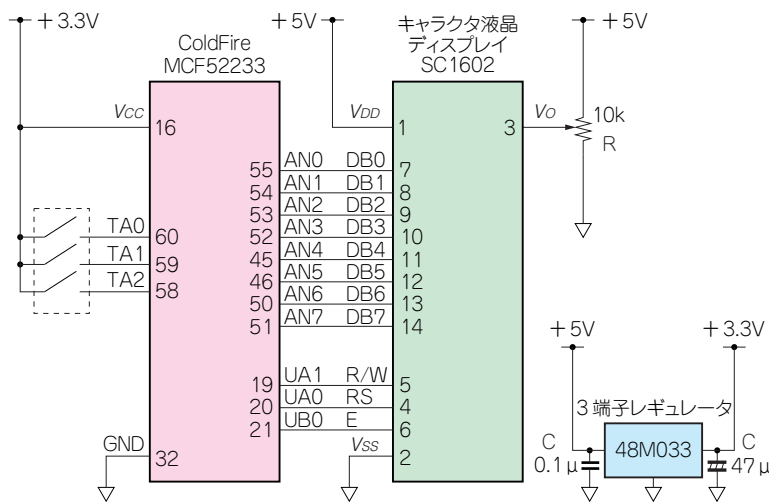 +3.3V
ColdFire
MCF52233
+5V
キャラクタ液晶
ディスプレイ
SC1602
+5V
VCC
16
VDD
1
3
VO
10k
R
55
AN0
DB0
7
54
AN1
DB1
8
53
AN2
DB2
9
TA0
60
52
AN3
DB3
10
TA1
59
45
AN4
DB4
11
TA2
58
46
AN5
DB5
12
50
AN6
DB6
13
51
AN7
DB7
14
19
UA1
R/W
5
20
UA0
RS
4
21
UB0
E
6
GND
32
VSS
2
+5V
+3.3V
3端子レギュレータ
C
0.1μ
48M033
C
47μ